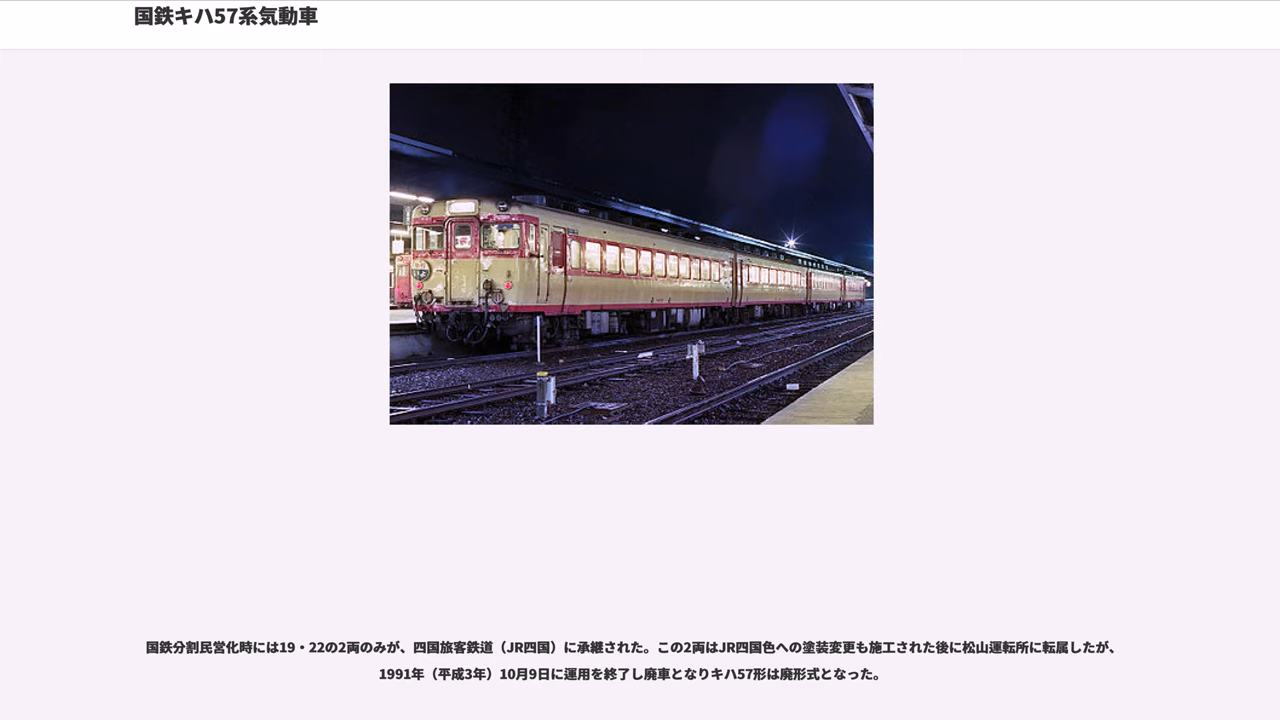 国鉄キハ57系気動車
国鉄分割民営化時には19・22の2両のみが、四国旅客鉄道（JR四国）に承継された。この2両はJR四国色への塗装変更も施工された後に松山運転所に転属したが、
1991年（平成3年）10月9日に運用を終了し廃車となりキハ57形は廃形式となった。